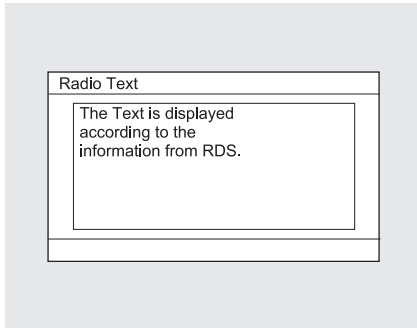 Radio Text
The Text is displayed
according to the
information from RDS.